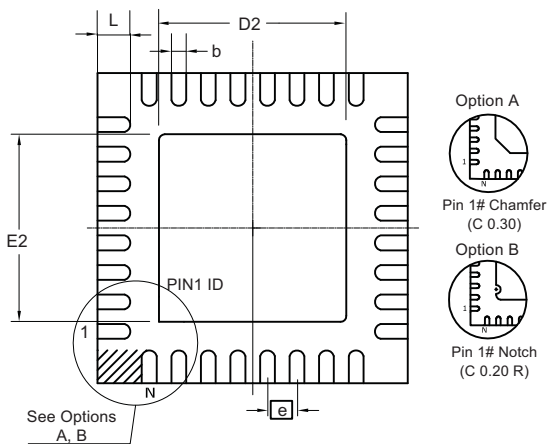 L
D2
b
Option A
1
N
Pin 1# Chamfer
(C 0.30)
E2
Option B
PIN1 ID
1
N
1
Pin 1# Notch
(C 0.20 R)
N
e
See Options
A, B